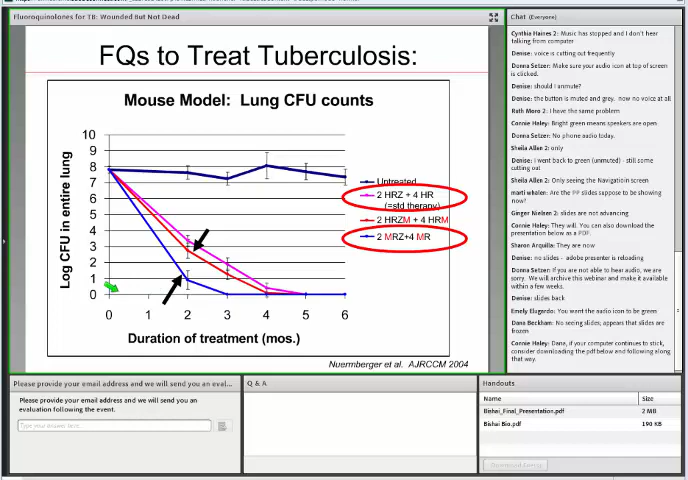 Fluoroquinolones for TB: Wounded But Not Dead
FQs to Treat Tuberculosis:
Mouse Model: Lung CFU counts
Log CFU in entire lung
10
9
8
7
6
5
4
3
2
1
0
0 1 2 3 4 5 6
Duration of treatment (mos.)
Untreated
2 HRZ + 4 HR
(=std therapy)
2 HRZM + 4 HRM
2 MRZ+4 MR
Nuermberger et al. AJRCCM 2004
Chat (Everyone)
Cynthia Haines 2: Music has stopped and I don't hear
talking from computer
Denise: voice is cutting out frequently
Donna Setzer: Make sure your audio icon at top of screen
is clicked.
Denise: should I unmute?
Denise: the button is muted and grey. now no voice at all
Ruth Moro 2: I have the same problem
Connie Haley: Bright green means speakers are open
Donna Setzer: No phone audio today.
Sheila Allen 2: only
Denise: I went back to green (unmuted) - still some
cutting out
Sheila Allen 2: Only seeing the Navigation screen
marti whalen: Are the PP slides suppose to be showing
now?
Ginger Nielsen 2: slides are not advancing
Connie Haley: They will. You can also download the
presentation below as a PDF.
Sharon Arquilla: They are now
Denise: no slides - adobe presenter is reloading
Donna Setzer: If you are not able to hear audio, we are
sorry. We will archive this webinar and make it available
within a few weeks.
Denise: slides back
Emely Elugardo: You want the audio icon to be green
Dana Beckham: No seeing slides; appears that slides are
frozen
Connie Haley: Dana, if your computer continues to stick,
consider downloading the pdf below and following along
that way.
Please provide your email address and we will send you an eval...
Please provide your email address and we will send you an
evaluation following the event.
Type your answer here...
Q & A
Handouts
Name Size
Bishai_Final_Presentation.pdf 2 MB
Bishai Bio.pdf 190 KB